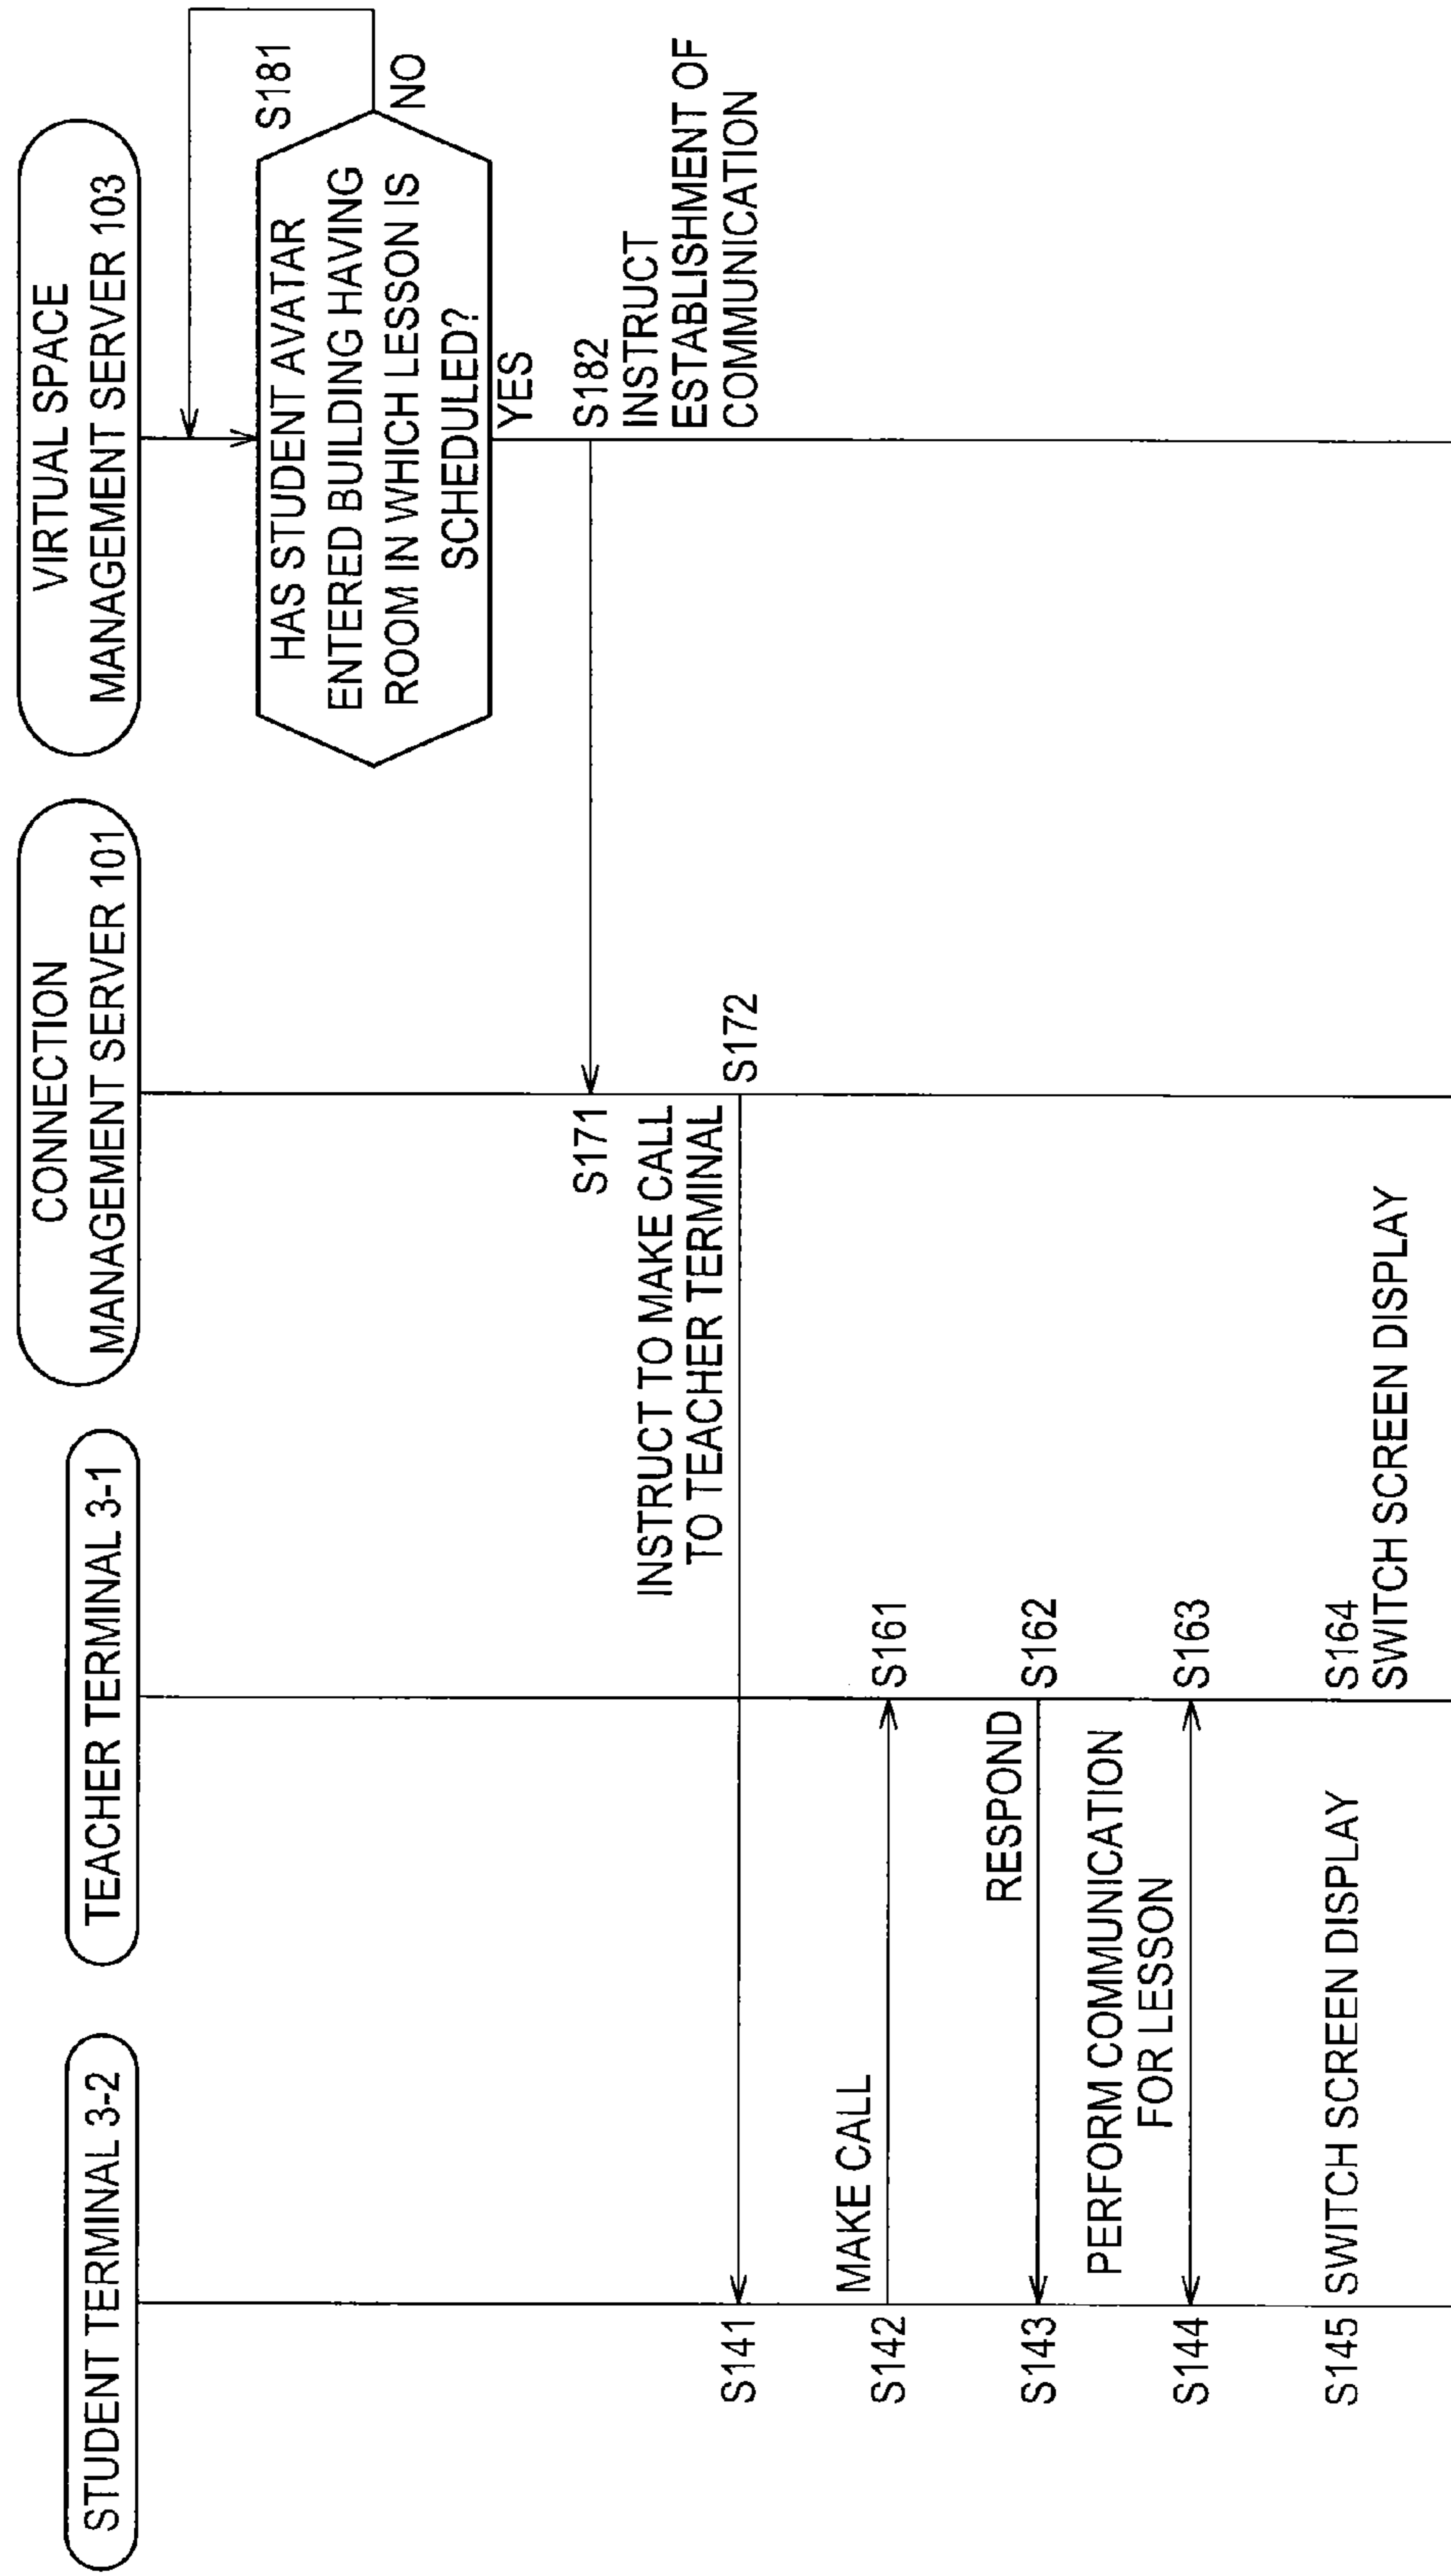 STUDENT TERMINAL 3-2
TEACHER TERMINAL 3-1
CONNECTION
MANAGEMENT SERVER 101
VIRTUAL SPACE
MANAGEMENT SERVER 103
S181
HAS STUDENT AVATAR
ENTERED BUILDING HAVING
ROOM IN WHICH LESSON IS
SCHEDULED?
NO
YES
S171
S182
INSTRUCT
ESTABLISHMENT OF
COMMUNICATION
INSTRUCT TO MAKE CALL
TO TEACHER TERMINAL
S141
S172
MAKE CALL
S142
S161
RESPOND
S143
S162
PERFORM COMMUNICATION
FOR LESSON
S144
S163
S145 SWITCH SCREEN DISPLAY
S164
SWITCH SCREEN DISPLAY